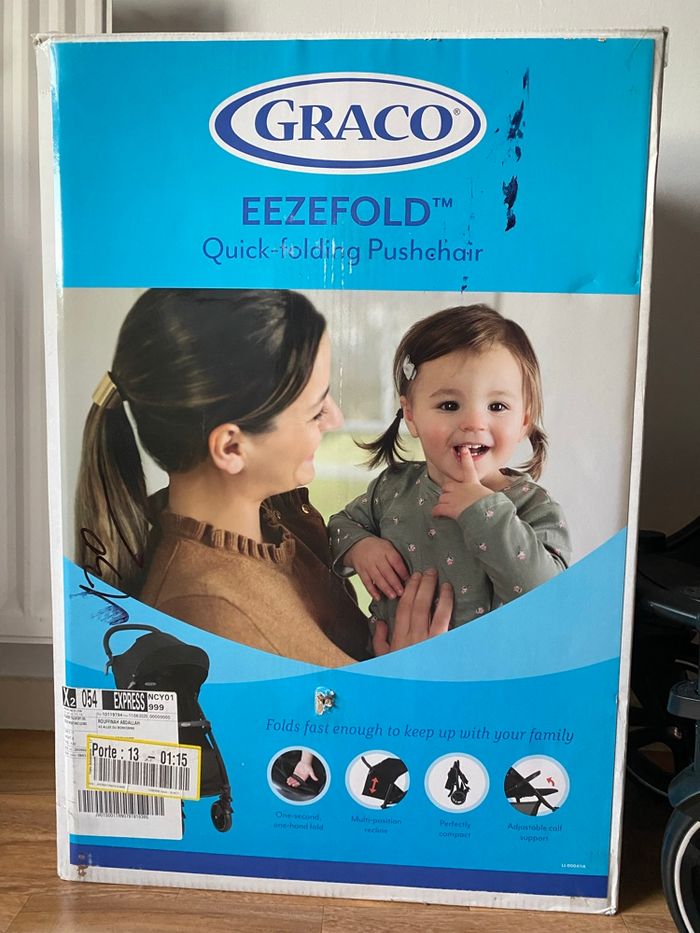 GRACO®
EEZEFOLD™
Quick-folding Pushchair
X2 054 EXPRESS NCY01
999
Porte : 13 - 01:15
Folds fast enough to keep up with your family
One-second,
one-hand fold
Multi-position
recline
Perfectly
compact
Adjustable calf
support